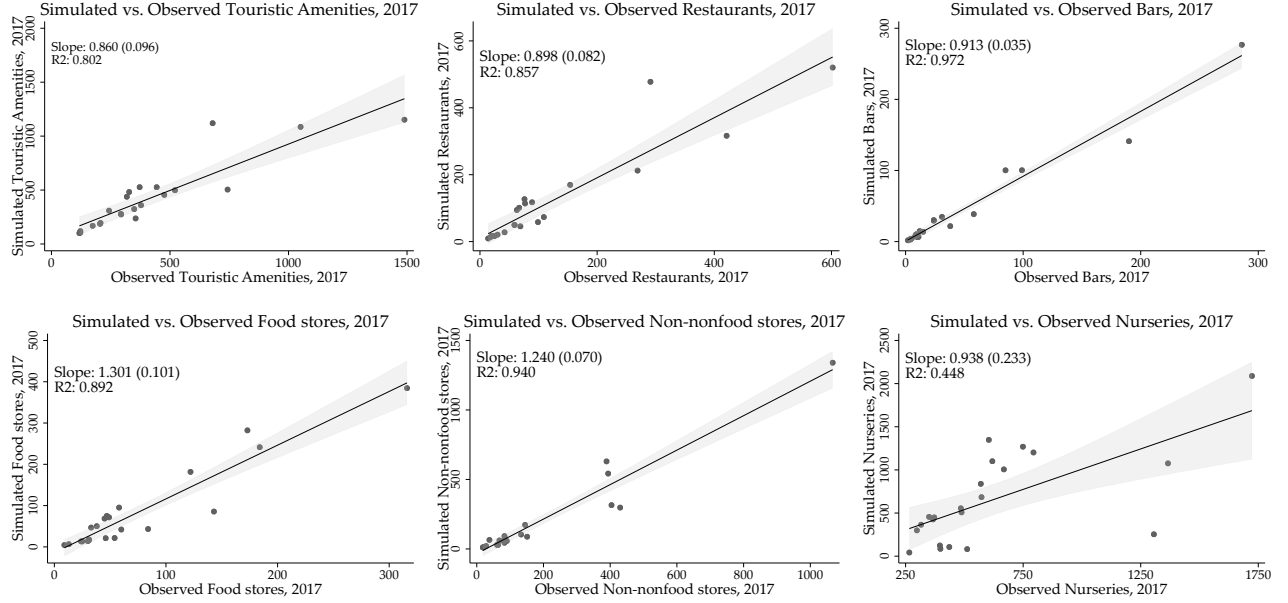 Simulated vs. Observed Touristic Amenities, 2017
Simulated Touristic Amenities, 2017
0 500 1000 1500 2000
Slope: 0.860 (0.096)
R2: 0.802
0 500 1000 1500
Observed Touristic Amenities, 2017
Simulated vs. Observed Restaurants, 2017
Simulated Restaurants, 2017
0 200 400 600
Slope: 0.898 (0.082)
R2: 0.857
0 200 400 600
Observed Restaurants, 2017
Simulated vs. Observed Bars, 2017
Simulated Bars, 2017
0 100 200 300
Slope: 0.913 (0.035)
R2: 0.972
0 100 200 300
Observed Bars, 2017
Simulated vs. Observed Food stores, 2017
Simulated Food stores, 2017
0 100 200 300 400 500
Slope: 1.301 (0.101)
R2: 0.892
0 100 200 300
Observed Food stores, 2017
Simulated vs. Observed Non-nonfood stores, 2017
Simulated Non-nonfood stores, 2017
0 500 1000 1500
Slope: 1.240 (0.070)
R2: 0.940
0 200 400 600 800 1000
Observed Non-nonfood stores, 2017
Simulated vs. Observed Nurseries, 2017
Simulated Nurseries, 2017
0 500 1000 1500 2000 2500
Slope: 0.938 (0.233)
R2: 0.448
250 750 1250 1750
Observed Nurseries, 2017